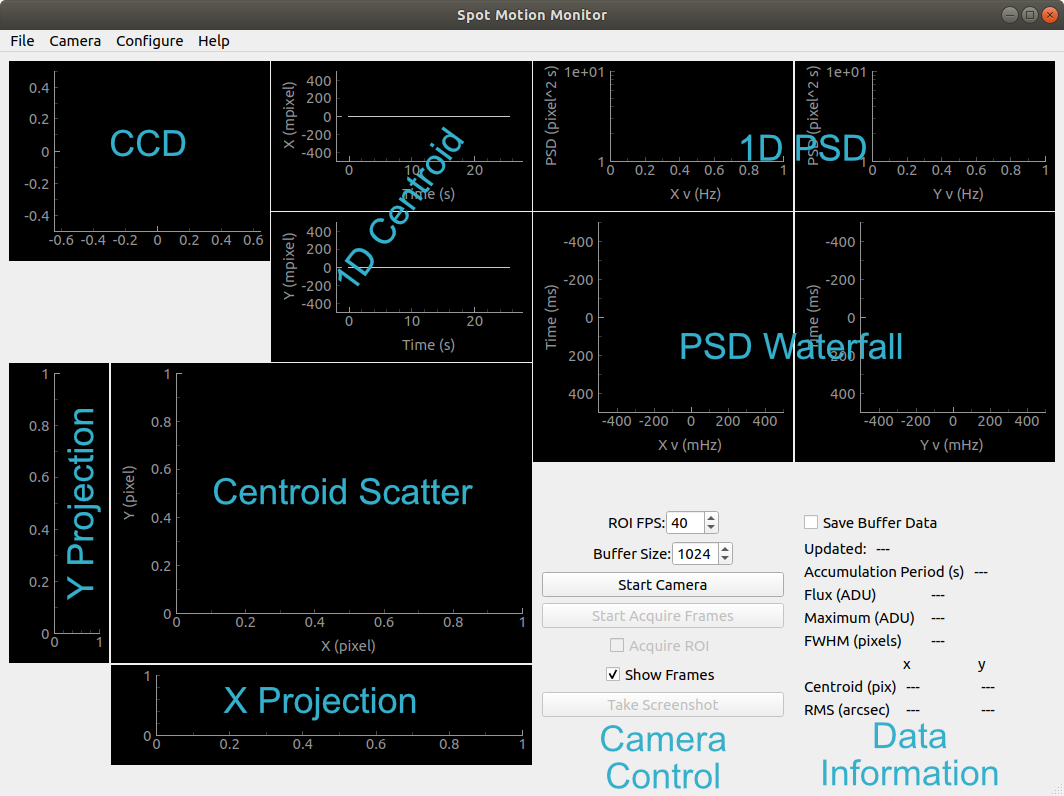 Spot Motion Monitor
File Camera Configure Help
0.4
0.2
0
-0.2
-0.4
-0.6 -0.4 -0.2 0 0.2 0.4 0.6
CCD
X (mpixel)
400
200
0
-200
-400
0 10 20
Time (s)
Y (mpixel)
400
200
0
-200
-400
0 10 20
Time (s)
1D Centroid
PSD (pixel^2 s)
1e+01
1
0 0.2 0.4 0.6 0.8 1
X ν (Hz)
PSD (pixel^2 s)
1e+01
1
0 0.2 0.4 0.6 0.8 1
Y ν (Hz)
1D PSD
Time (ms)
-400
-200
0
200
400
-400 -200 0 200 400
X ν (mHz)
Time (ms)
-400
-200
0
200
400
-400 -200 0 200 400
Y ν (mHz)
PSD Waterfall
1
0.8
0.6
0.4
0.2
0
0 1
Y Projection
Y (pixel)
1
0.8
0.6
0.4
0.2
0
0 0.2 0.4 0.6 0.8 1
X (pixel)
Centroid Scatter
1
0
0 0.2 0.4 0.6 0.8 1
X Projection
ROI FPS: 40
Buffer Size: 1024
Start Camera
Start Acquire Frames
Acquire ROI
Show Frames
Take Screenshot
Camera
Control
Save Buffer Data
Updated: ---
Accumulation Period (s) ---
Flux (ADU) ---
Maximum (ADU) ---
FWHM (pixels) ---
x y
Centroid (pix) --- ---
RMS (arcsec) --- ---
Data
Information